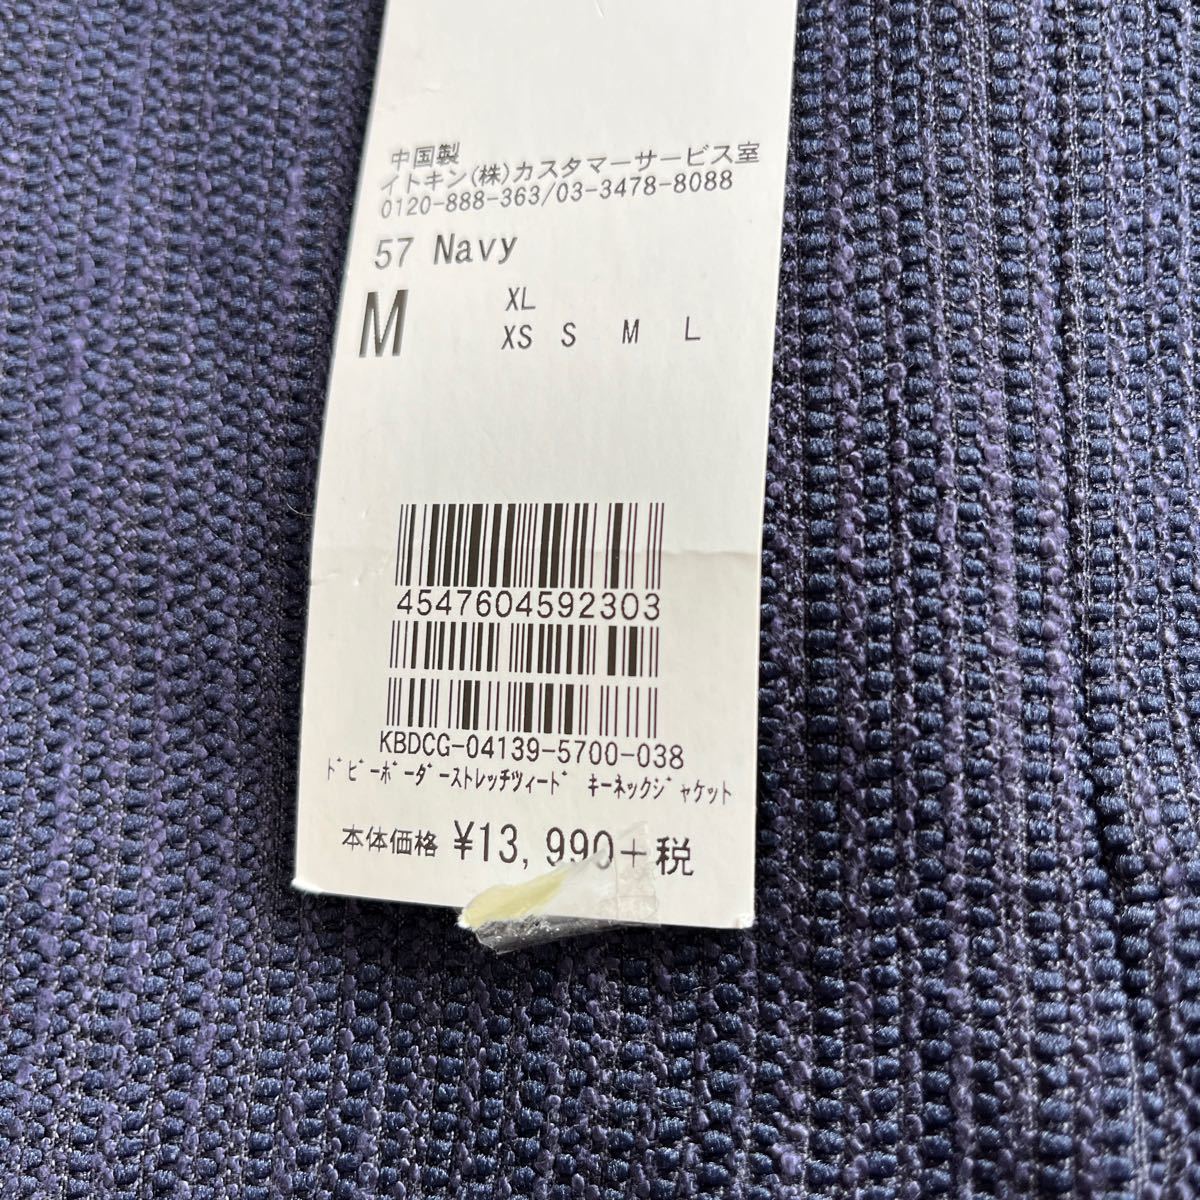 中国製
イトキン(株)カスタマーサービス室
0120-888-363/03-3478-8088
57 Navy
M
XL
XS S M L
4547604592303
KBDCG-04139-5700-038
ﾄﾞﾋﾞｰﾎﾞｰﾀﾞｰｽﾄﾚｯﾁﾂｨｰﾄﾞ ｷｰﾈｯｸｼﾞｬｹｯﾄ
本体価格 ¥13,990+税